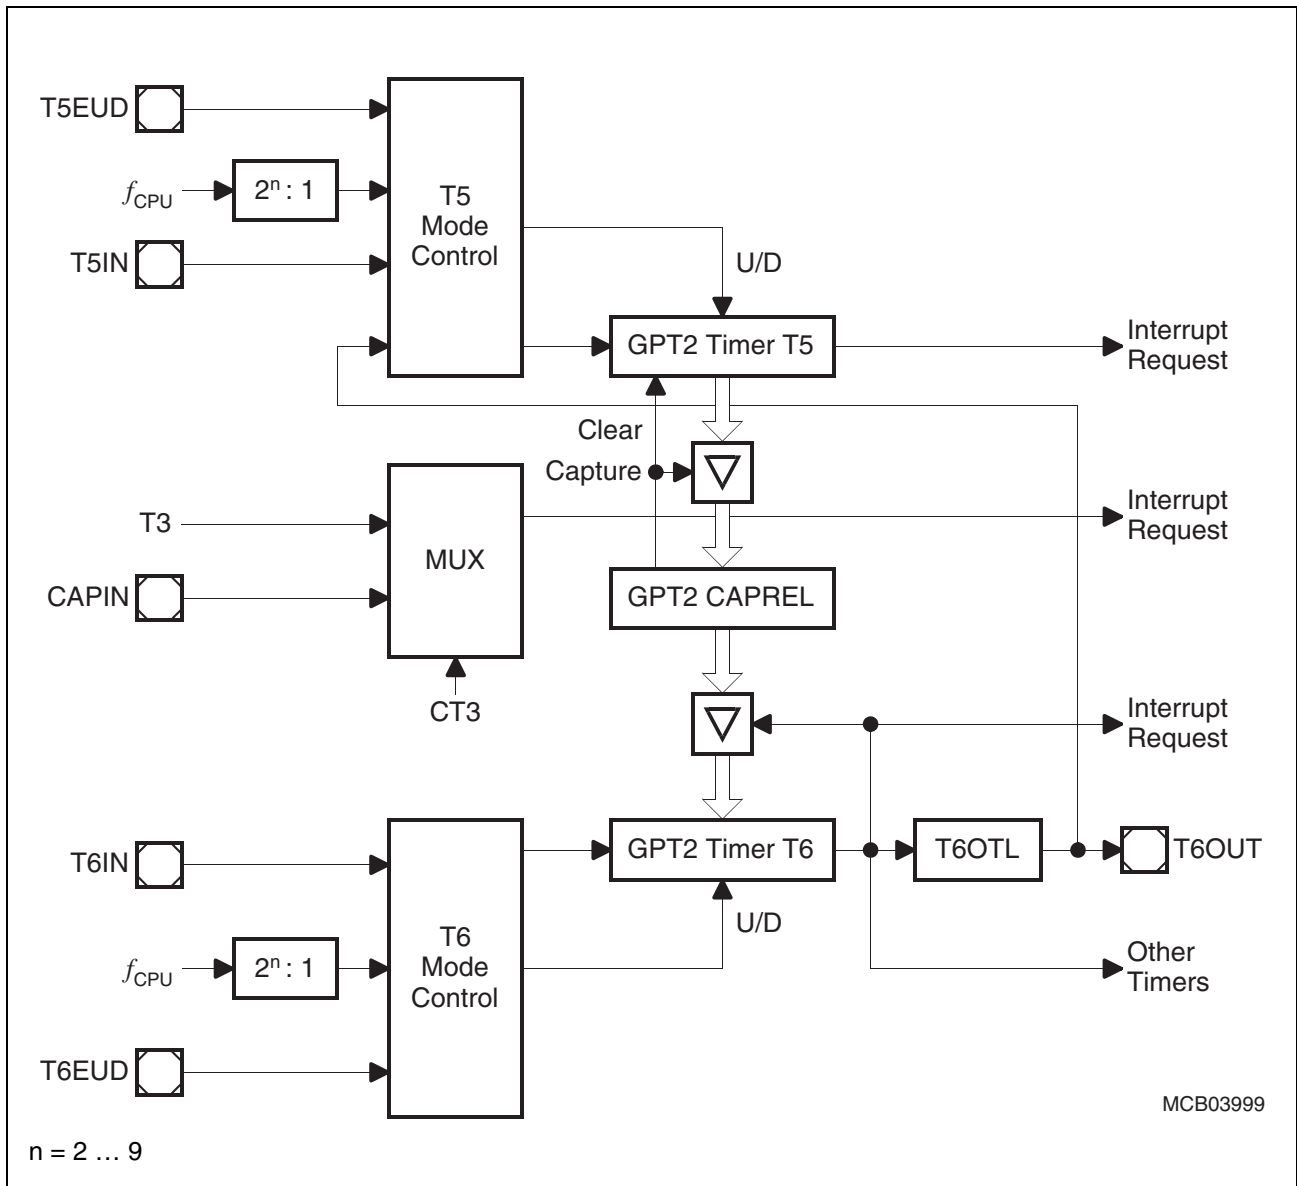 T5EUD
fCPU
2ⁿ : 1
T5IN
T5
Mode
Control
U/D
GPT2 Timer T5
Interrupt
Request
Clear
Capture
T3
CAPIN
MUX
CT3
Interrupt
Request
GPT2 CAPREL
Interrupt
Request
T6IN
fCPU
2ⁿ : 1
T6EUD
T6
Mode
Control
GPT2 Timer T6
U/D
T6OTL
T6OUT
Other
Timers
MCB03999
n = 2 … 9